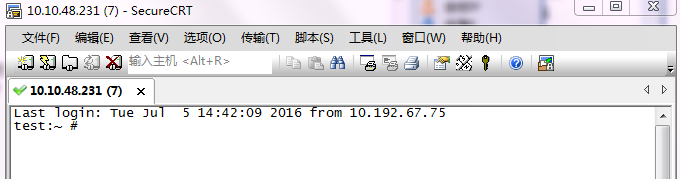 10.10.48.231 (7) - SecureCRT
文件(F) 编辑(E) 查看(V) 选项(O) 传输(T) 脚本(S) 工具(L) 窗口(W) 帮助(H)
输入主机 <Alt+R>
10.10.48.231 (7)
Last login: Tue Jul  5 14:42:09 2016 from 10.192.67.75
test:~ #